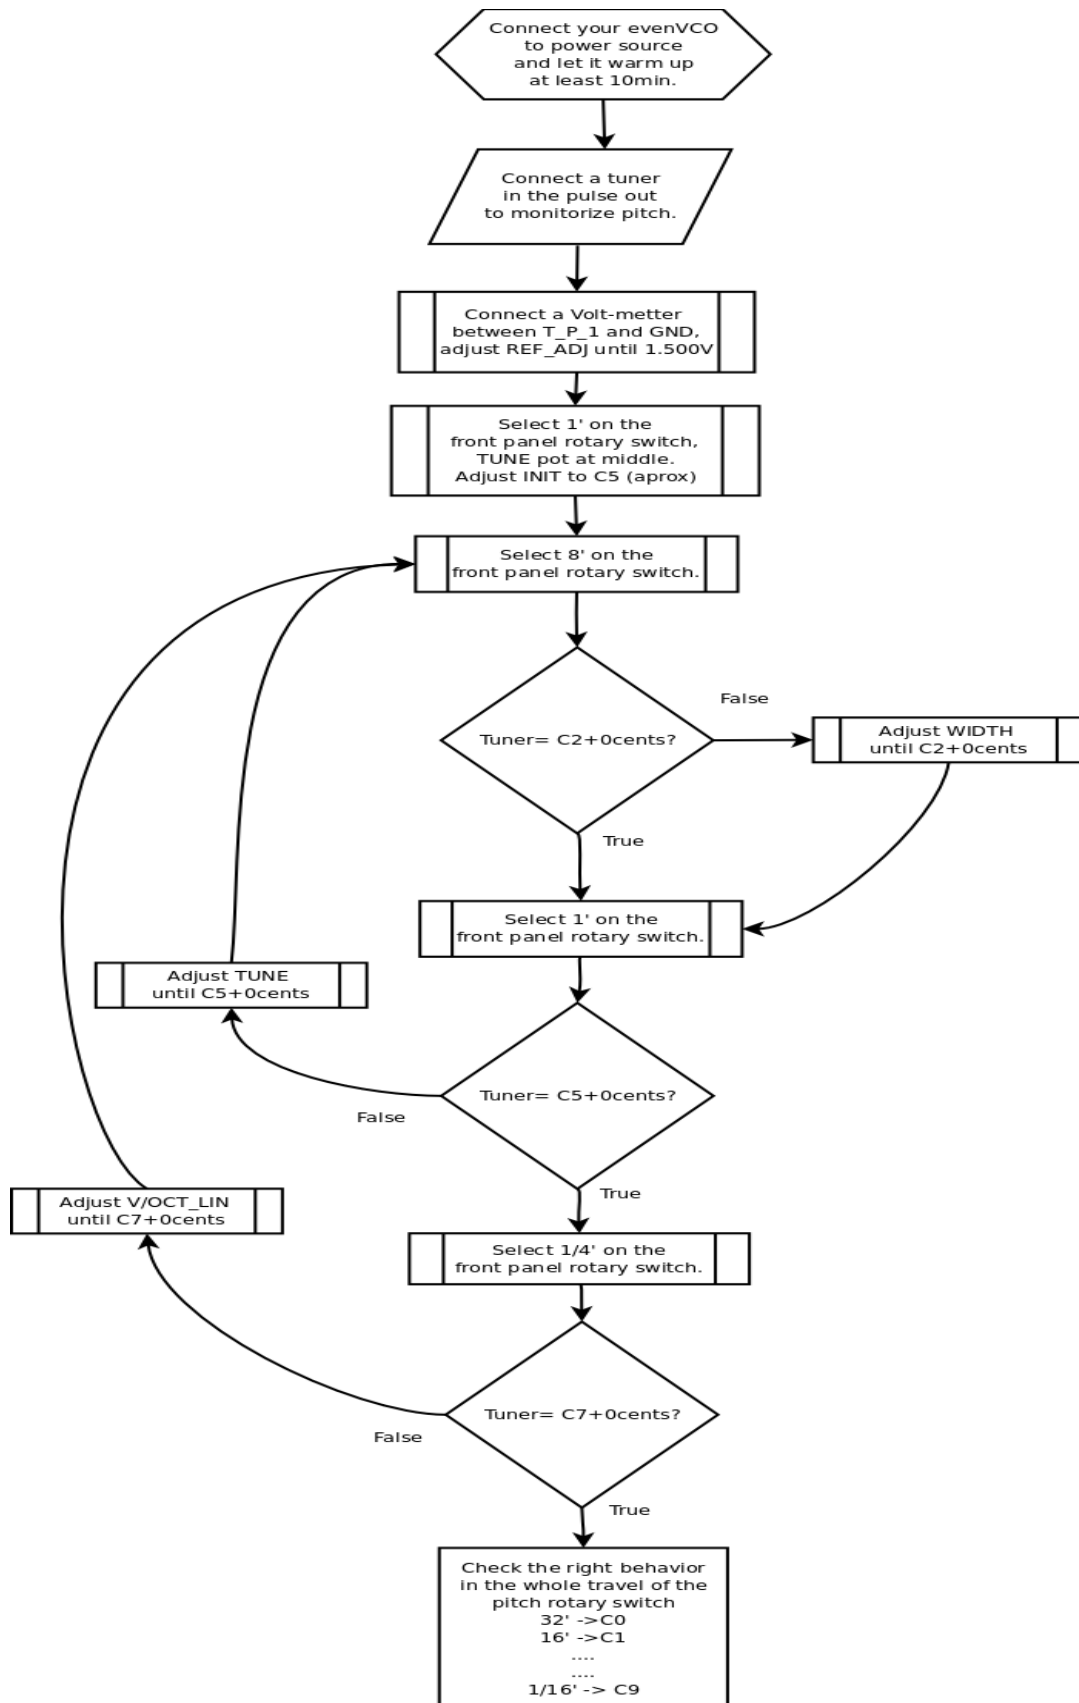 Connect your evenVCO
to power source
and let it warm up
at least 10min.
Connect a tuner
in the pulse out
to monitorize pitch.
Connect a Volt-metter
between T_P_1 and GND,
adjust REF_ADJ until 1.500V
Select 1' on the
front panel rotary switch,
TUNE pot at middle.
Adjust INIT to C5 (aprox)
Select 8' on the
front panel rotary switch.
Tuner= C2+0cents?
False
Adjust WIDTH
until C2+0cents
True
Select 1' on the
front panel rotary switch.
Adjust TUNE
until C5+0cents
Tuner= C5+0cents?
False
True
Adjust V/OCT_LIN
until C7+0cents
Select 1/4' on the
front panel rotary switch.
Tuner= C7+0cents?
False
True
Check the right behavior
in the whole travel of the
pitch rotary switch
32' ->C0
16' ->C1
....
....
1/16' -> C9